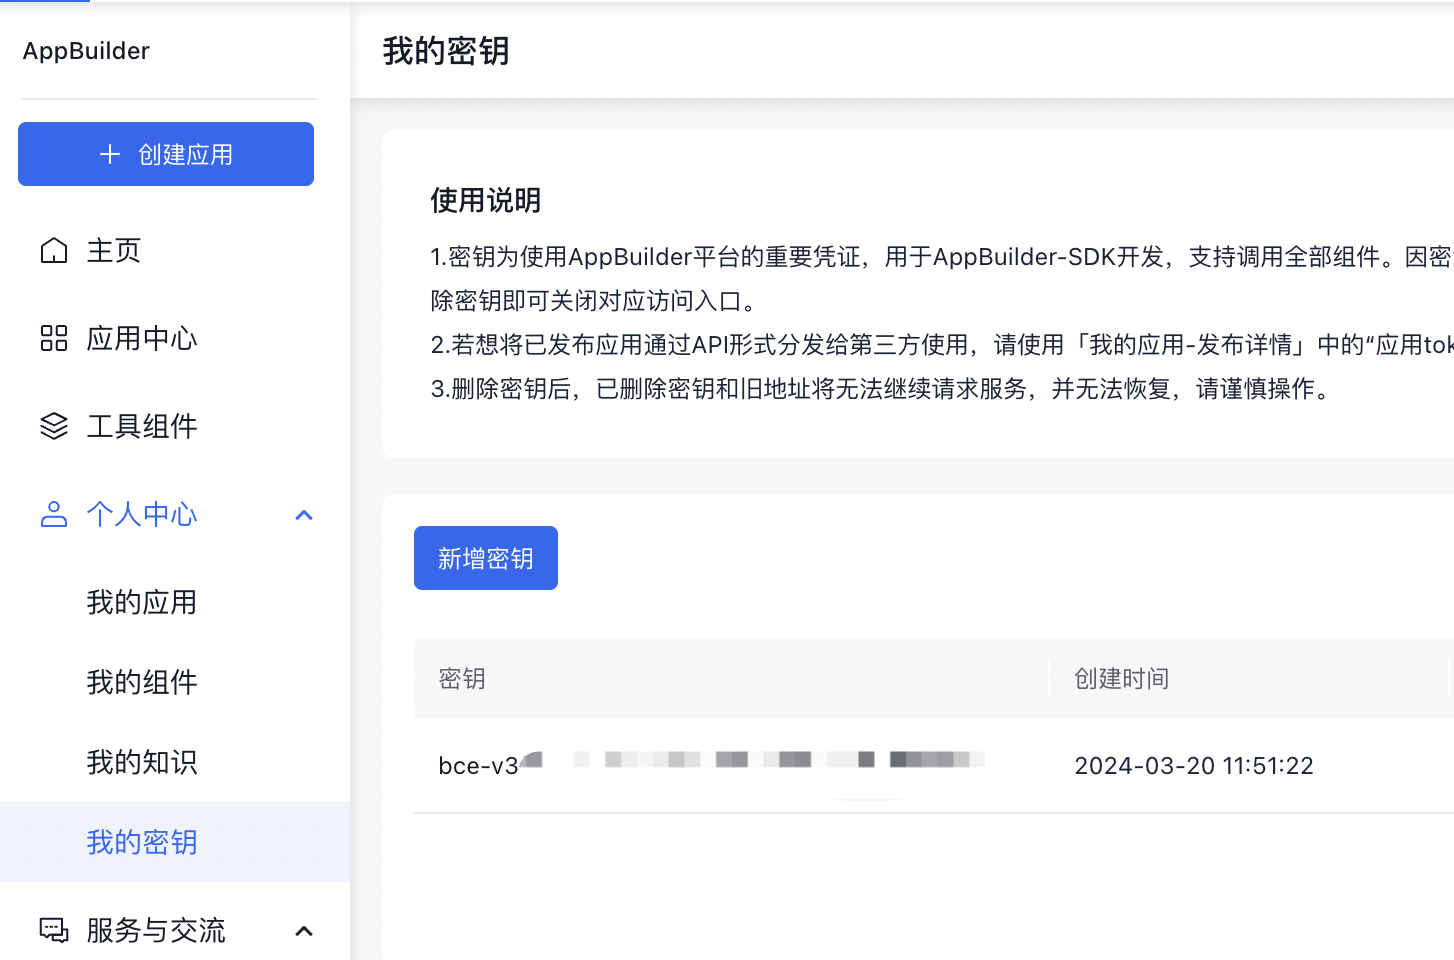 AppBuilder
创建应用
主页
应用中心
工具组件
个人中心
我的应用
我的组件
我的知识
我的密钥
服务与交流
我的密钥
使用说明
1.密钥为使用AppBuilder平台的重要凭证，用于AppBuilder-SDK开发，支持调用全部组件。因密
除密钥即可关闭对应访问入口。
2.若想将已发布应用通过API形式分发给第三方使用，请使用「我的应用-发布详情」中的“应用tok
3.删除密钥后，已删除密钥和旧地址将无法继续请求服务，并无法恢复，请谨慎操作。
新增密钥
密钥 创建时间
bce-v3 2024-03-20 11:51:22